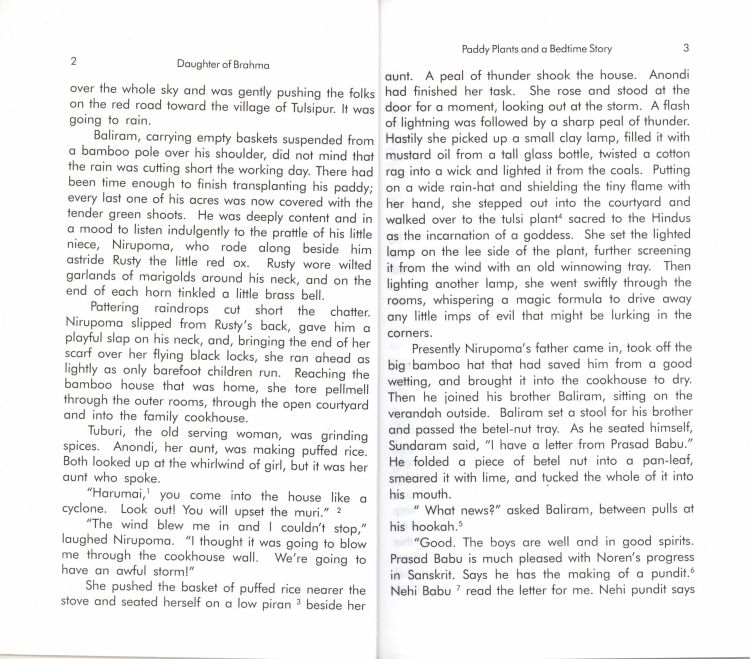 2
Daughter of Brahma
over the whole sky and was gently pushing the folks
on the red road toward the village of Tulsipur. It was
going to rain.
Baliram, carrying empty baskets suspended from
a bamboo pole over his shoulder, did not mind that
the rain was cutting short the working day. There had
been time enough to finish transplanting his paddy;
every last one of his acres was now covered with the
tender green shoots. He was deeply content and in
a mood to listen indulgently to the prattle of his little
niece, Nirupoma, who rode along beside him
astride Rusty the little red ox. Rusty wore wilted
garlands of marigolds around his neck, and on the
end of each horn tinkled a little brass bell.
Pattering raindrops cut short the chatter.
Nirupoma slipped from Rusty's back, gave him a
playful slap on his neck, and, bringing the end of her
scarf over her flying black locks, she ran ahead as
lightly as only barefoot children run. Reaching the
bamboo house that was home, she tore pellmell
through the outer rooms, through the open courtyard
and into the family cookhouse.
Tuburi, the old serving woman, was grinding
spices. Anondi, her aunt, was making puffed rice.
Both looked up at the whirlwind of girl, but it was her
aunt who spoke.
"Harumai,¹ you come into the house like a
cyclone. Look out! You will upset the muri." ²
"The wind blew me in and I couldn't stop,"
laughed Nirupoma. "I thought it was going to blow
me through the cookhouse wall. We're going to
have an awful storm!"
She pushed the basket of puffed rice nearer the
stove and seated herself on a low piran ³ beside her
Paddy Plants and a Bedtime Story
3
aunt. A peal of thunder shook the house. Anondi
had finished her task. She rose and stood at the
door for a moment, looking out at the storm. A flash
of lightning was followed by a sharp peal of thunder.
Hastily she picked up a small clay lamp, filled it with
mustard oil from a tall glass bottle, twisted a cotton
rag into a wick and lighted it from the coals. Putting
on a wide rain-hat and shielding the tiny flame with
her hand, she stepped out into the courtyard and
walked over to the tulsi plant⁴ sacred to the Hindus
as the incarnation of a goddess. She set the lighted
lamp on the lee side of the plant, further screening
it from the wind with an old winnowing tray. Then
lighting another lamp, she went swiftly through the
rooms, whispering a magic formula to drive away
any little imps of evil that might be lurking in the
corners.
Presently Nirupoma's father came in, took off the
big bamboo hat that had saved him from a good
wetting, and brought it into the cookhouse to dry.
Then he joined his brother Baliram, sitting on the
verandah outside. Baliram set a stool for his brother
and passed the betel-nut tray. As he seated himself,
Sundaram said, "I have a letter from Prasad Babu."
He folded a piece of betel nut into a pan-leaf,
smeared it with lime, and tucked the whole of it into
his mouth.
" What news?" asked Baliram, between pulls at
his hookah.⁵
"Good. The boys are well and in good spirits.
Prasad Babu is much pleased with Noren's progress
in Sanskrit. Says he has the making of a pundit.⁶
Nehi Babu ⁷ read the letter for me. Nehi pundit says